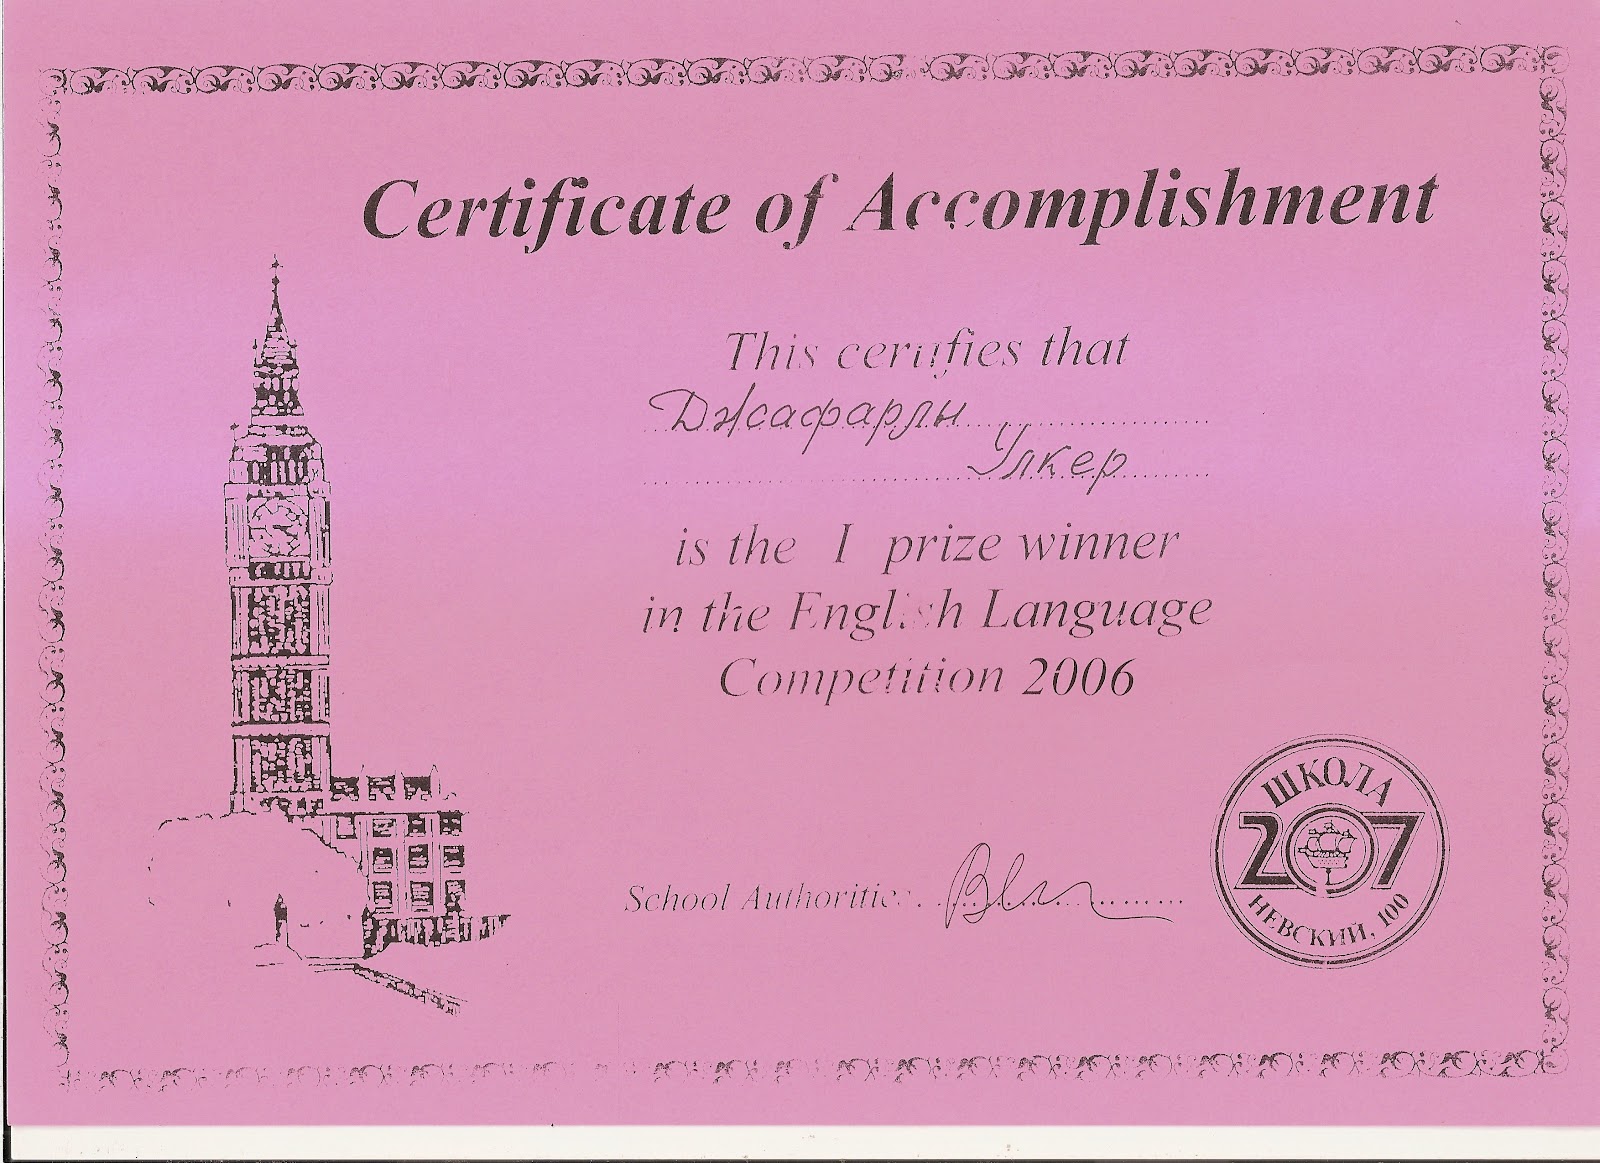 Certificate of Accomplishment
This certifies that
Джафарлы
Улкер
is the I prize winner
in the English Language
Competition 2006
School Authorities
ШКОЛА
207
НЕВСКИЙ, 100